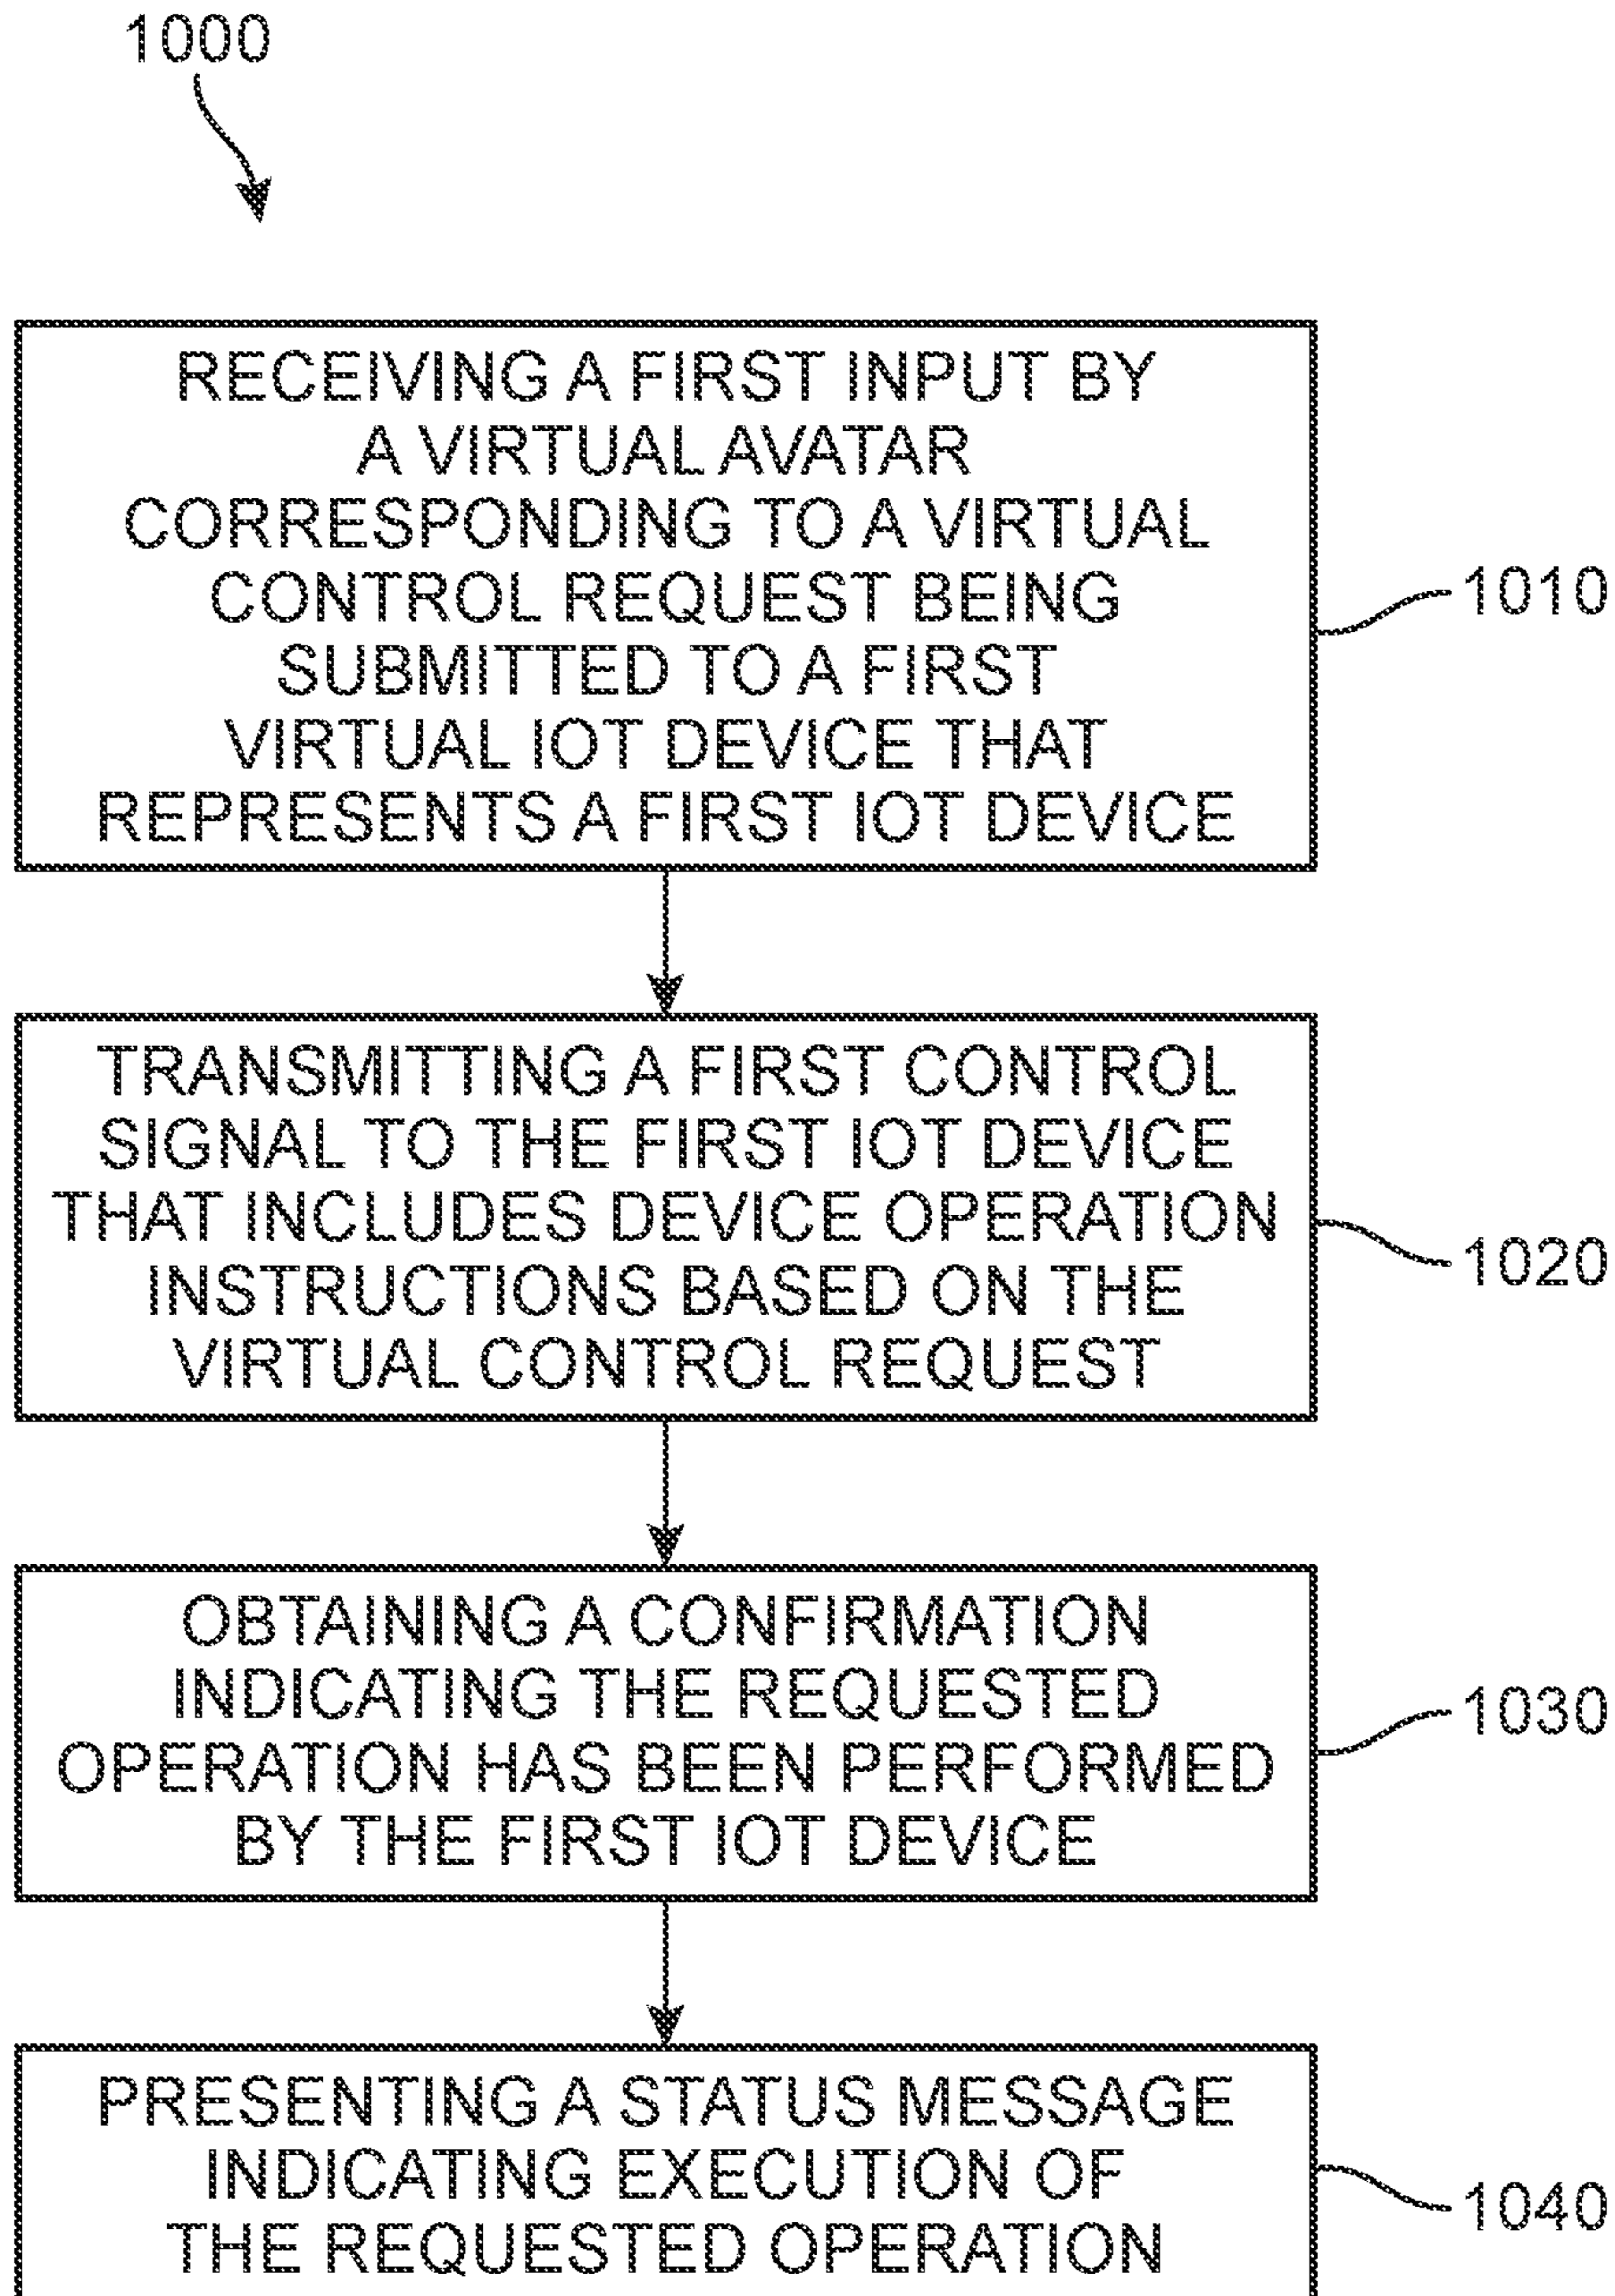 1000
RECEIVING A FIRST INPUT BY
A VIRTUAL AVATAR
CORRESPONDING TO A VIRTUAL
CONTROL REQUEST BEING
SUBMITTED TO A FIRST
VIRTUAL IOT DEVICE THAT
REPRESENTS A FIRST IOT DEVICE
1010
TRANSMITTING A FIRST CONTROL
SIGNAL TO THE FIRST IOT DEVICE
THAT INCLUDES DEVICE OPERATION
INSTRUCTIONS BASED ON THE
VIRTUAL CONTROL REQUEST
1020
OBTAINING A CONFIRMATION
INDICATING THE REQUESTED
OPERATION HAS BEEN PERFORMED
BY THE FIRST IOT DEVICE
1030
PRESENTING A STATUS MESSAGE
INDICATING EXECUTION OF
THE REQUESTED OPERATION
1040